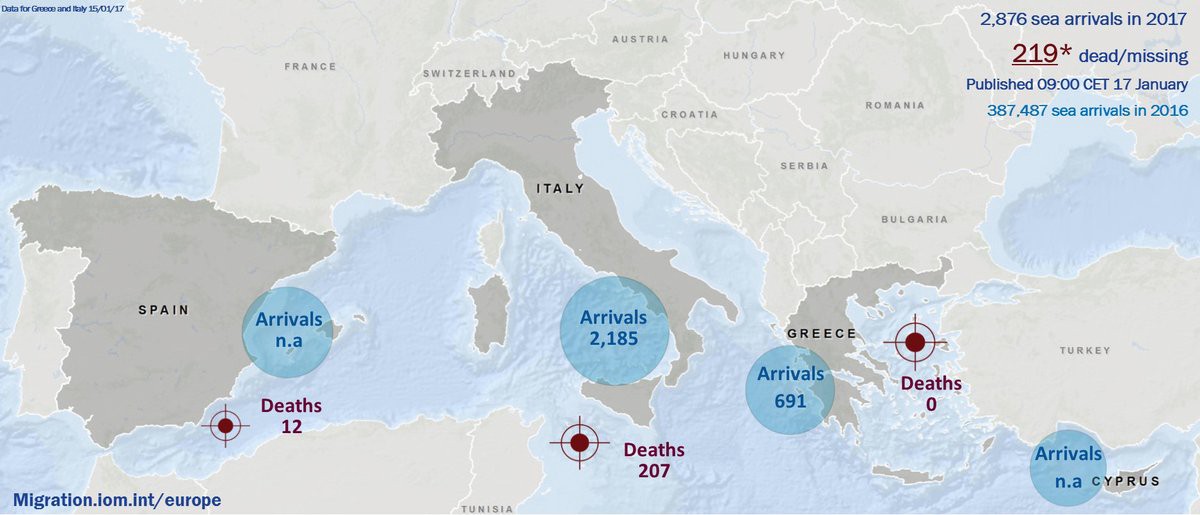 Data for Greece and Italy 15/01/17
2,876 sea arrivals in 2017
219* dead/missing
Published 09:00 CET 17 January
387,487 sea arrivals in 2016
AUSTRIA
HUNGARY
FRANCE
SWITZERLAND
ROMANIA
CROATIA
SERBIA
ITALY
BULGARIA
SPAIN
Arrivals
n.a
Arrivals
2,185
GREECE
TURKEY
Arrivals
691
Deaths
0
Deaths
12
Deaths
207
Arrivals
n.a
CYPRUS
Migration.iom.int/europe
TUNISIA